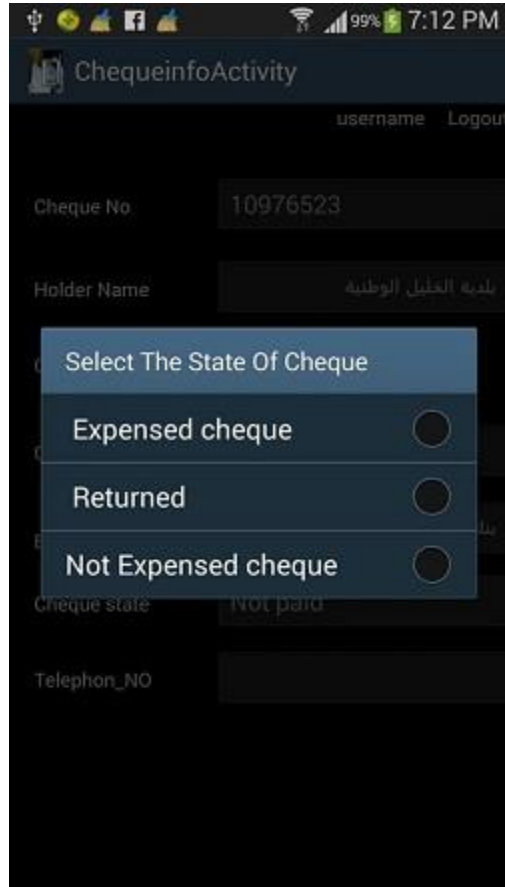 99% 7:12 PM
ChequeinfoActivity
username Logout
Cheque No 10976523
Holder Name بلدية الخليل الوطنية
Select The State Of Cheque
Expensed cheque
Returned
Not Expensed cheque
Cheque state Not paid
Telephon_NO